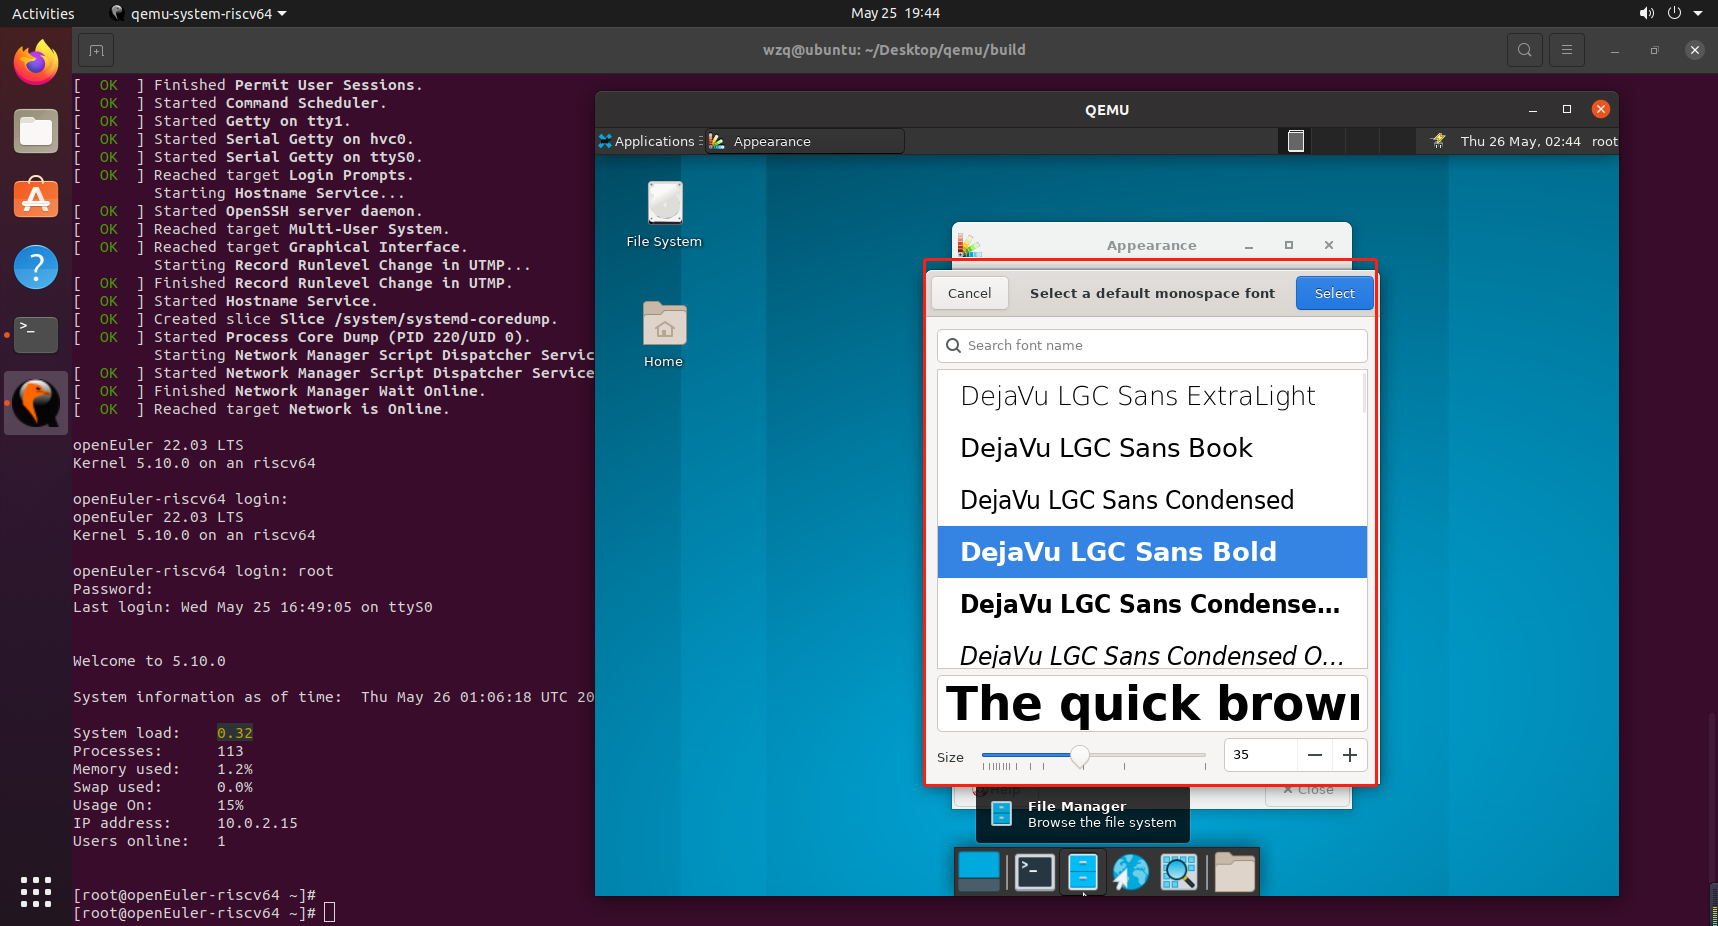 Activities
qemu-system-riscv64
May 25 19:44
wzq@ubuntu: ~/Desktop/qemu/build
[ OK ] Finished Permit User Sessions.
[ OK ] Started Command Scheduler.
[ OK ] Started Getty on tty1.
[ OK ] Started Serial Getty on hvc0.
[ OK ] Started Serial Getty on ttyS0.
[ OK ] Reached target Login Prompts.
Starting Hostname Service...
[ OK ] Started OpenSSH server daemon.
[ OK ] Reached target Multi-User System.
[ OK ] Reached target Graphical Interface.
Starting Record Runlevel Change in UTMP...
[ OK ] Finished Record Runlevel Change in UTMP.
[ OK ] Started Hostname Service.
[ OK ] Created slice Slice /system/systemd-coredump.
[ OK ] Started Process Core Dump (PID 220/UID 0).
Starting Network Manager Script Dispatcher Servic
[ OK ] Started Network Manager Script Dispatcher Service
[ OK ] Finished Network Manager Wait Online.
[ OK ] Reached target Network is Online.
openEuler 22.03 LTS
Kernel 5.10.0 on an riscv64
openEuler-riscv64 login:
openEuler 22.03 LTS
Kernel 5.10.0 on an riscv64
openEuler-riscv64 login: root
Password:
Last login: Wed May 25 16:49:05 on ttyS0
Welcome to 5.10.0
System information as of time: Thu May 26 01:06:18 UTC 20
System load: 0.32
Processes: 113
Memory used: 1.2%
Swap used: 0.0%
Usage On: 15%
IP address: 10.0.2.15
Users online: 1
[root@openEuler-riscv64 ~]#
[root@openEuler-riscv64 ~]#
QEMU
Applications
Appearance
Thu 26 May, 02:44
root
File System
Home
Appearance
Cancel
Select a default monospace font
Select
Search font name
DejaVu LGC Sans ExtraLight
DejaVu LGC Sans Book
DejaVu LGC Sans Condensed
DejaVu LGC Sans Bold
DejaVu LGC Sans Condense...
DejaVu LGC Sans Condensed O...
The quick brown
Size
35
Help
Close
File Manager
Browse the file system